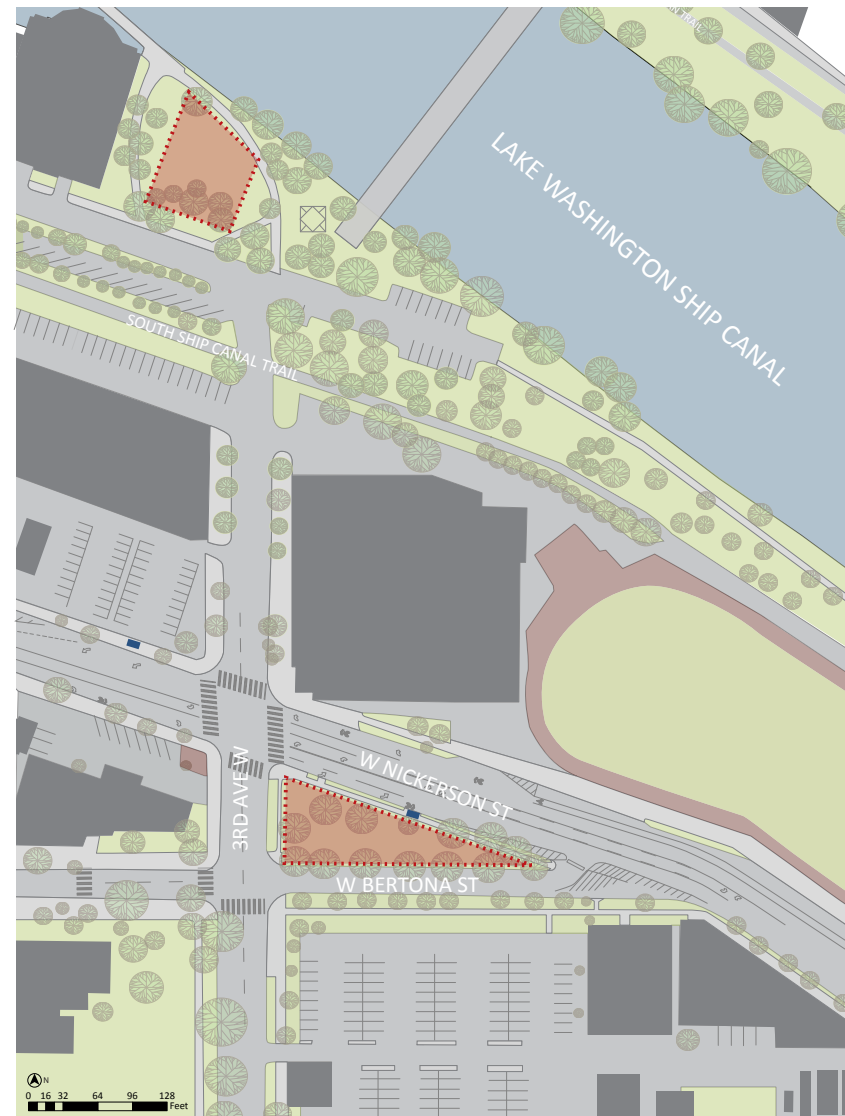 N TRAIL
LAKE WASHINGTON SHIP CANAL
SOUTH SHIP CANAL TRAIL
W NICKERSON ST
3RD AVE W
W BERTONA ST
N
0 16 32 64 96 128
Feet